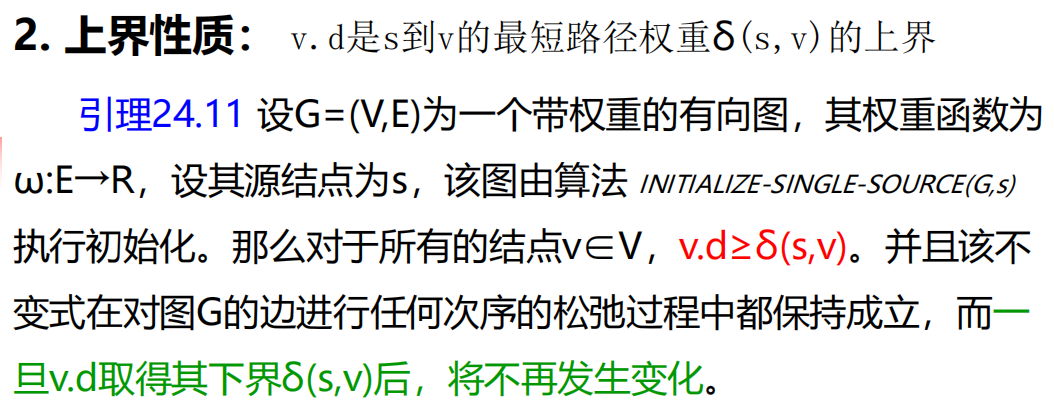 2. 上界性质： v.d是s到v的最短路径权重δ(s,v)的上界
引理24.11 设G=(V,E)为一个带权重的有向图，其权重函数为
ω:E→R，设其源结点为s，该图由算法 INITIALIZE-SINGLE-SOURCE(G,s)
执行初始化。那么对于所有的结点v∈V，v.d≥δ(s,v)。并且该不
变式在对图G的边进行任何次序的松弛过程中都保持成立，而一
旦v.d取得其下界δ(s,v)后，将不再发生变化。